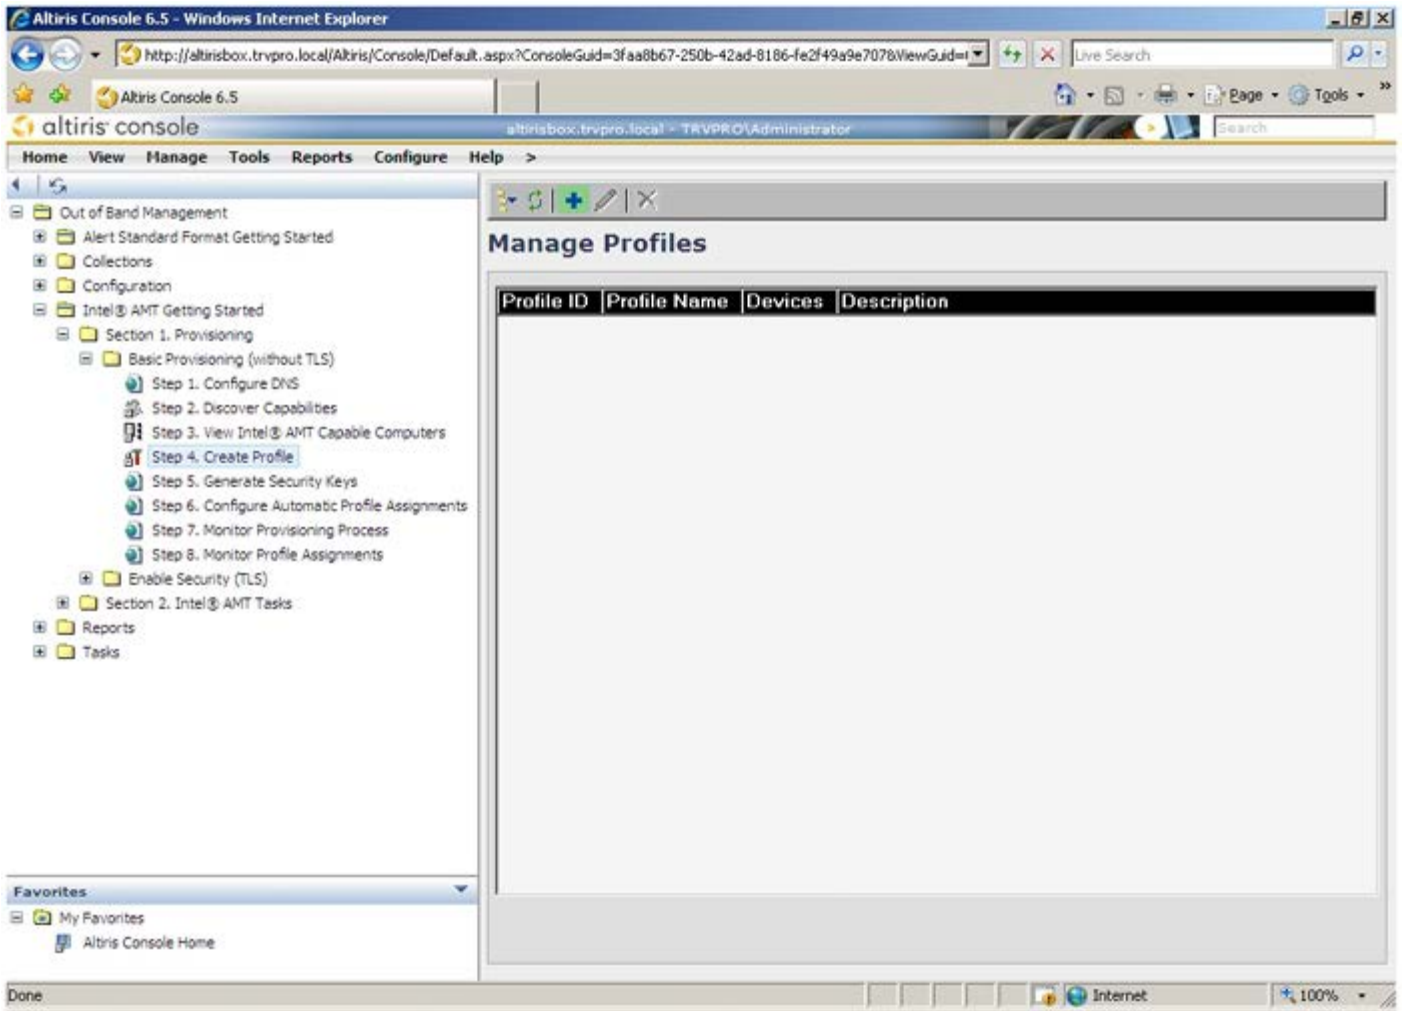 Altiris Console 6.5 - Windows Internet Explorer
http://altirisbox.trvpro.local/Altiris/Console/Default.aspx?ConsoleGuid=3faa8b67-250b-42ad-8186-fe2f49a9e707&ViewGuid=
Live Search
Altiris Console 6.5
Page
Tools
altiris console
altirisbox.trvpro.local - TRVPRO\Administrator
Search
Home View Manage Tools Reports Configure Help >
Out of Band Management
Alert Standard Format Getting Started
Collections
Configuration
Intel® AMT Getting Started
Section 1. Provisioning
Basic Provisioning (without TLS)
Step 1. Configure DNS
Step 2. Discover Capabilities
Step 3. View Intel® AMT Capable Computers
Step 4. Create Profile
Step 5. Generate Security Keys
Step 6. Configure Automatic Profile Assignments
Step 7. Monitor Provisioning Process
Step 8. Monitor Profile Assignments
Enable Security (TLS)
Section 2. Intel® AMT Tasks
Reports
Tasks
Manage Profiles
Profile ID Profile Name Devices Description
Favorites
My Favorites
Altiris Console Home
Done
Internet
100%